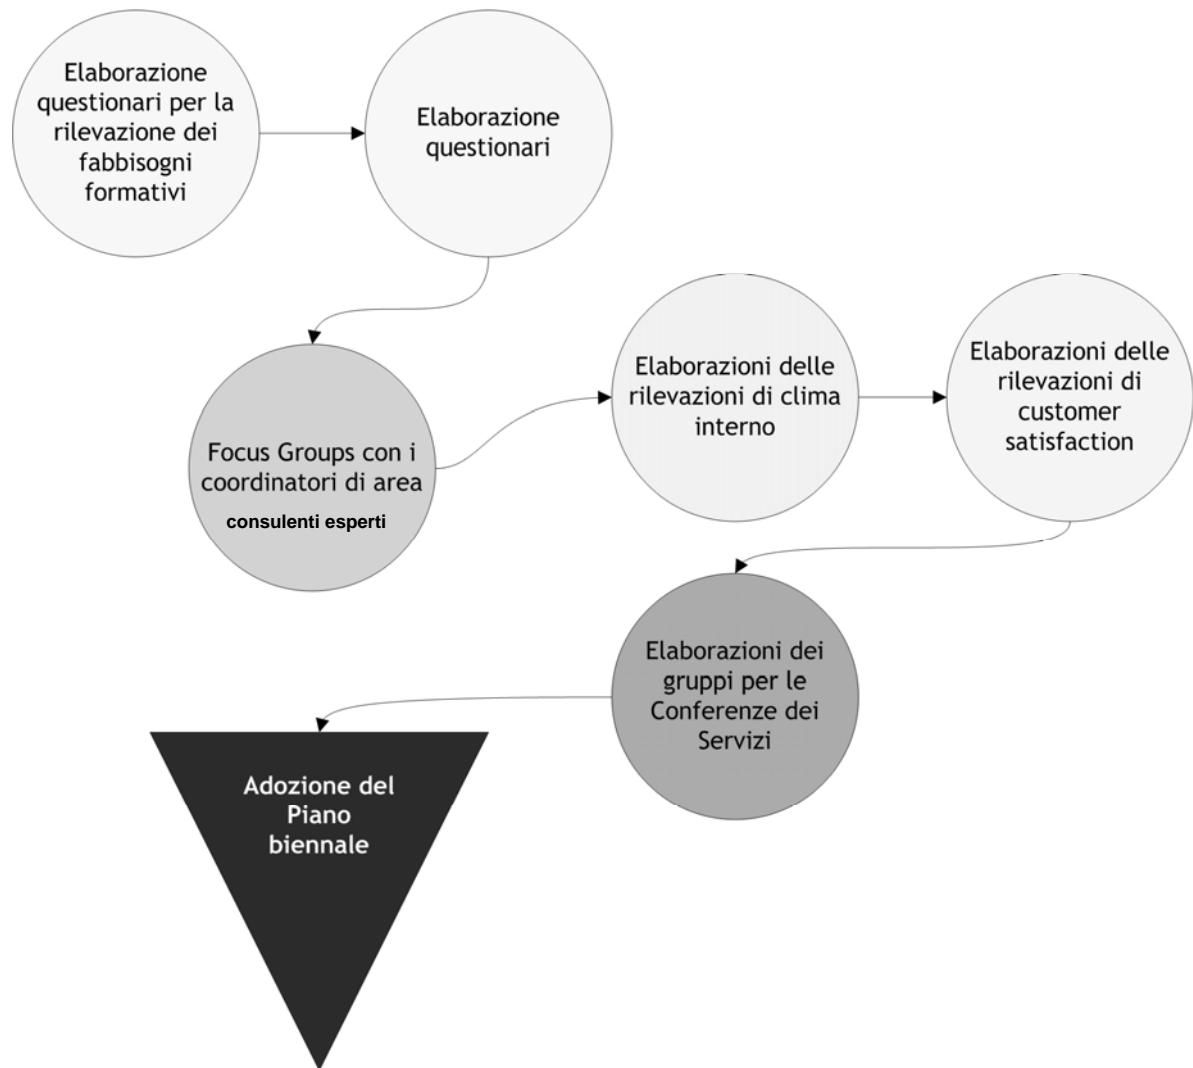 Elaborazione
questionari per la
rilevazione dei
fabbisogni
formativi
Elaborazione
questionari
Focus Groups con i
coordinatori di area
consulenti esperti
Elaborazioni delle
rilevazioni di clima
interno
Elaborazioni delle
rilevazioni di
customer
satisfaction
Elaborazioni dei
gruppi per le
Conferenze dei
Servizi
Adozione del
Piano
biennale